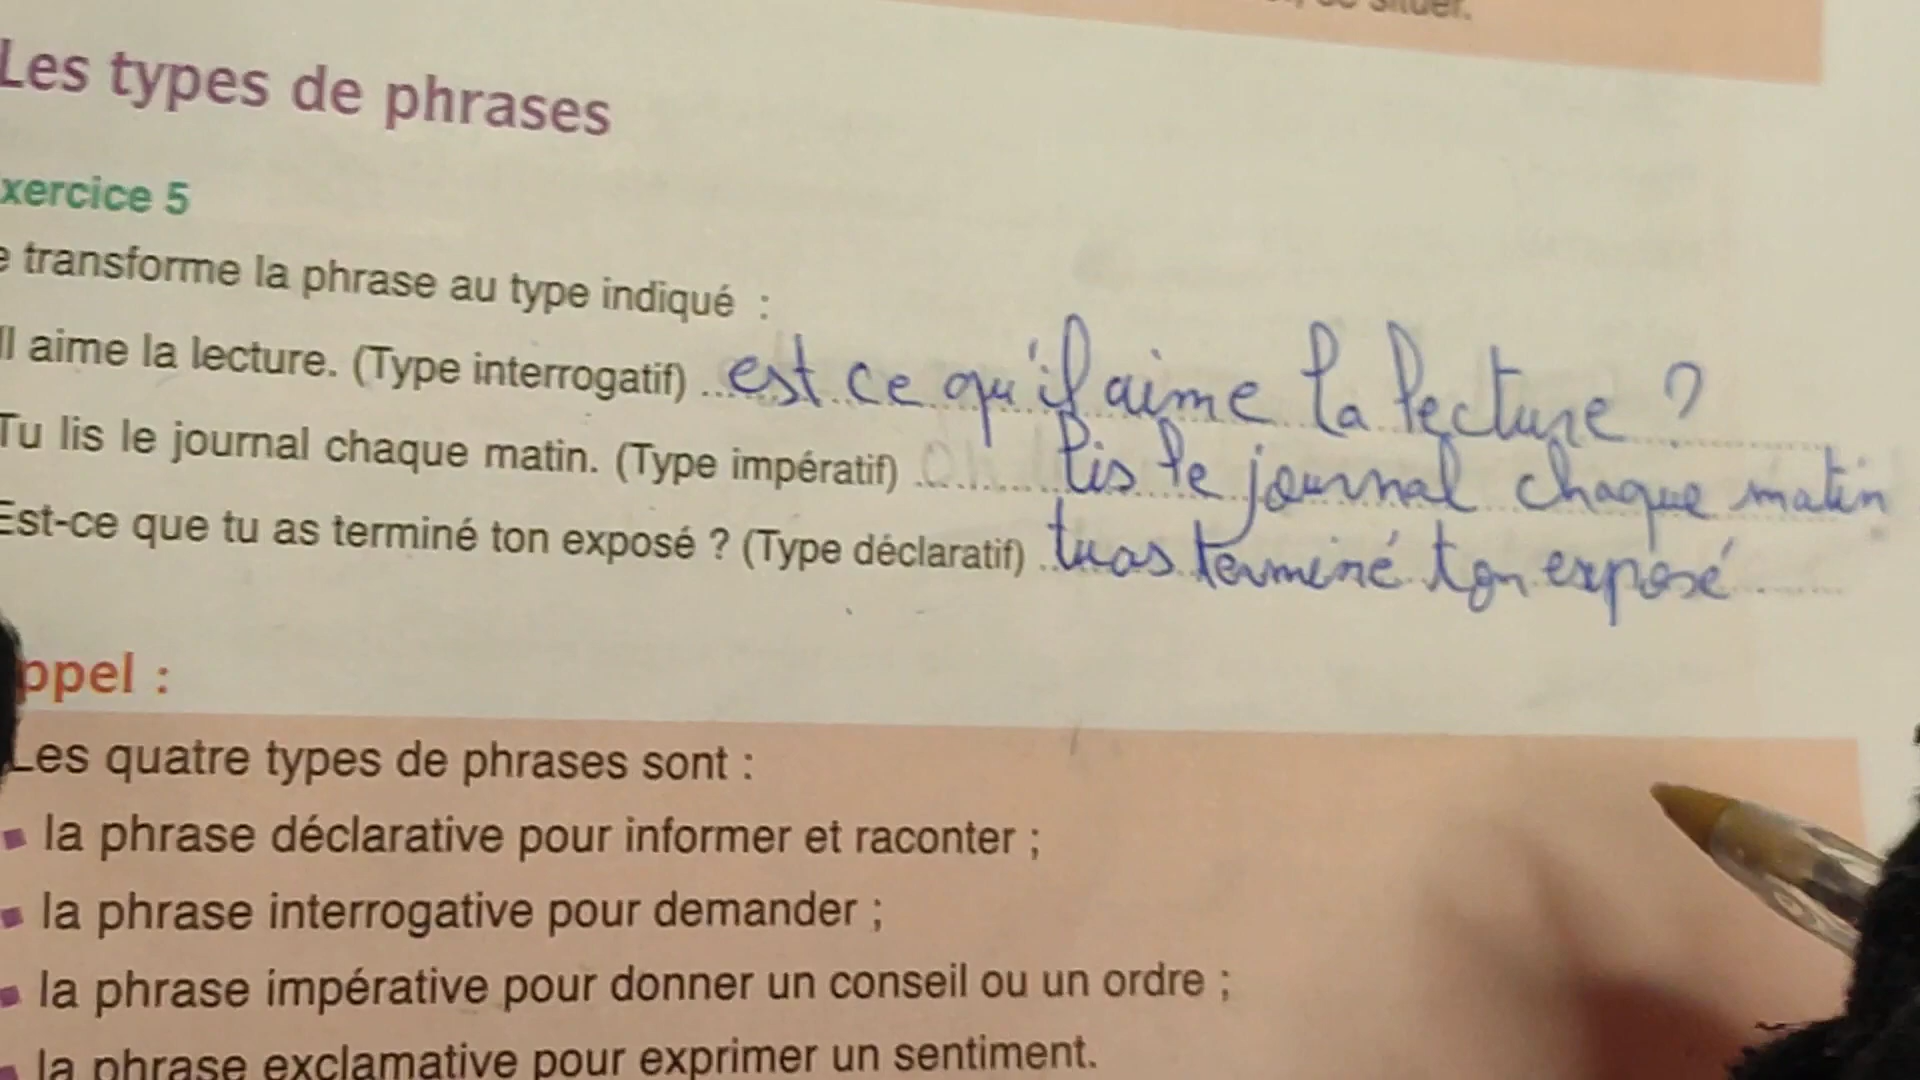 se situer.
Les types de phrases
xercice 5
e transforme la phrase au type indiqué :
Il aime la lecture. (Type interrogatif) est ce qu'il aime la lecture ?
Tu lis le journal chaque matin. (Type impératif) lis le journal chaque matin
Est-ce que tu as terminé ton exposé ? (Type déclaratif) tu as terminé ton exposé
ppel :
Les quatre types de phrases sont :
la phrase déclarative pour informer et raconter ;
la phrase interrogative pour demander ;
la phrase impérative pour donner un conseil ou un ordre ;
la phrase exclamative pour exprimer un sentiment.